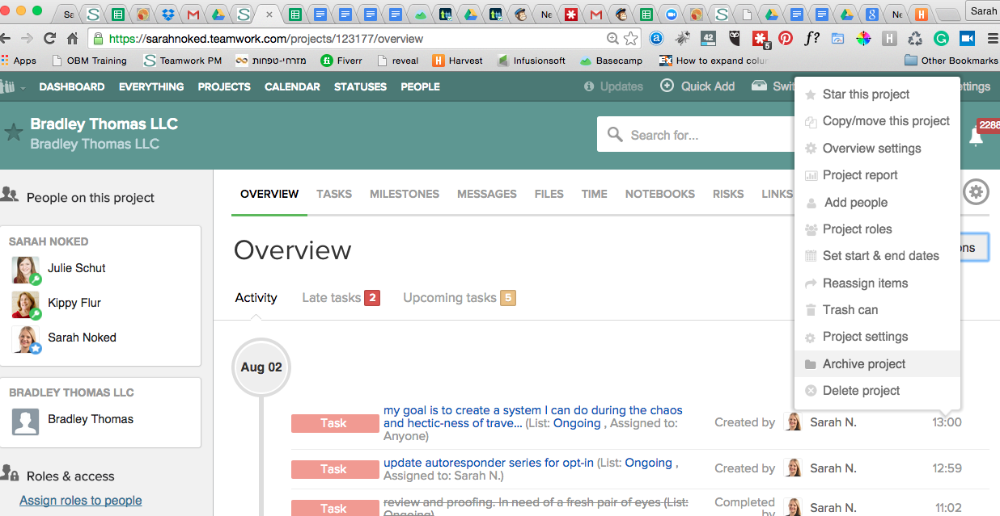 Sa
Ne
Ne
Sarah
https://sarahnoked.teamwork.com/projects/123177/overview
42
5
f?
H
Apps
OBM Training
Teamwork PM
מזרחי-טפחות
Fiverr
reveal
Harvest
Infusionsoft
Basecamp
How to expand colu
Other Bookmarks
DASHBOARD
EVERYTHING
PROJECTS
CALENDAR
STATUSES
PEOPLE
Updates
Quick Add
Swit
ettings
Bradley Thomas LLC
Bradley Thomas LLC
Search for...
2288
People on this project
SARAH NOKED
Julie Schut
Kippy Flur
Sarah Noked
BRADLEY THOMAS LLC
Bradley Thomas
Roles & access
Assign roles to people
OVERVIEW
TASKS
MILESTONES
MESSAGES
FILES
TIME
NOTEBOOKS
RISKS
LINKS
Overview
ons
Activity
Late tasks 2
Upcoming tasks 5
Star this project
Copy/move this project
Overview settings
Project report
Add people
Project roles
Set start & end dates
Reassign items
Trash can
Project settings
Archive project
Delete project
Aug 02
Task
my goal is to create a system I can do during the chaos
and hectic-ness of trave... (List: Ongoing , Assigned to:
Anyone)
Created by
Sarah N.
13:00
Task
update autoresponder series for opt-in (List: Ongoing ,
Assigned to: Sarah N.)
Created by
Sarah N.
12:59
Task
review and proofing. In need of a fresh pair of eyes (List:
Ongoing)
Completed
by
Sarah N.
11:02